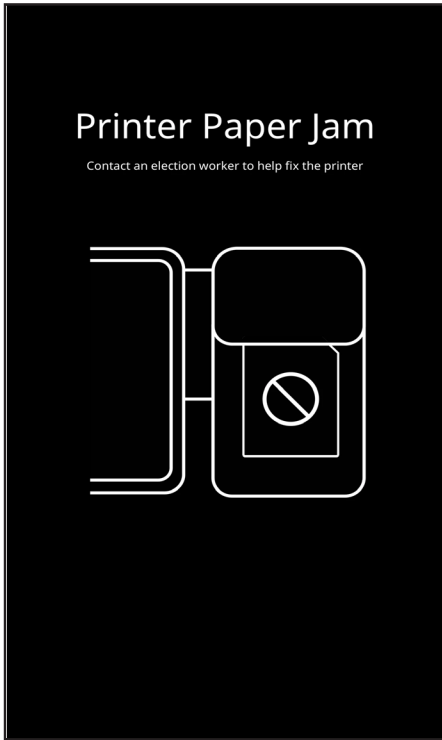 Printer Paper Jam
Contact an election worker to help fix the printer